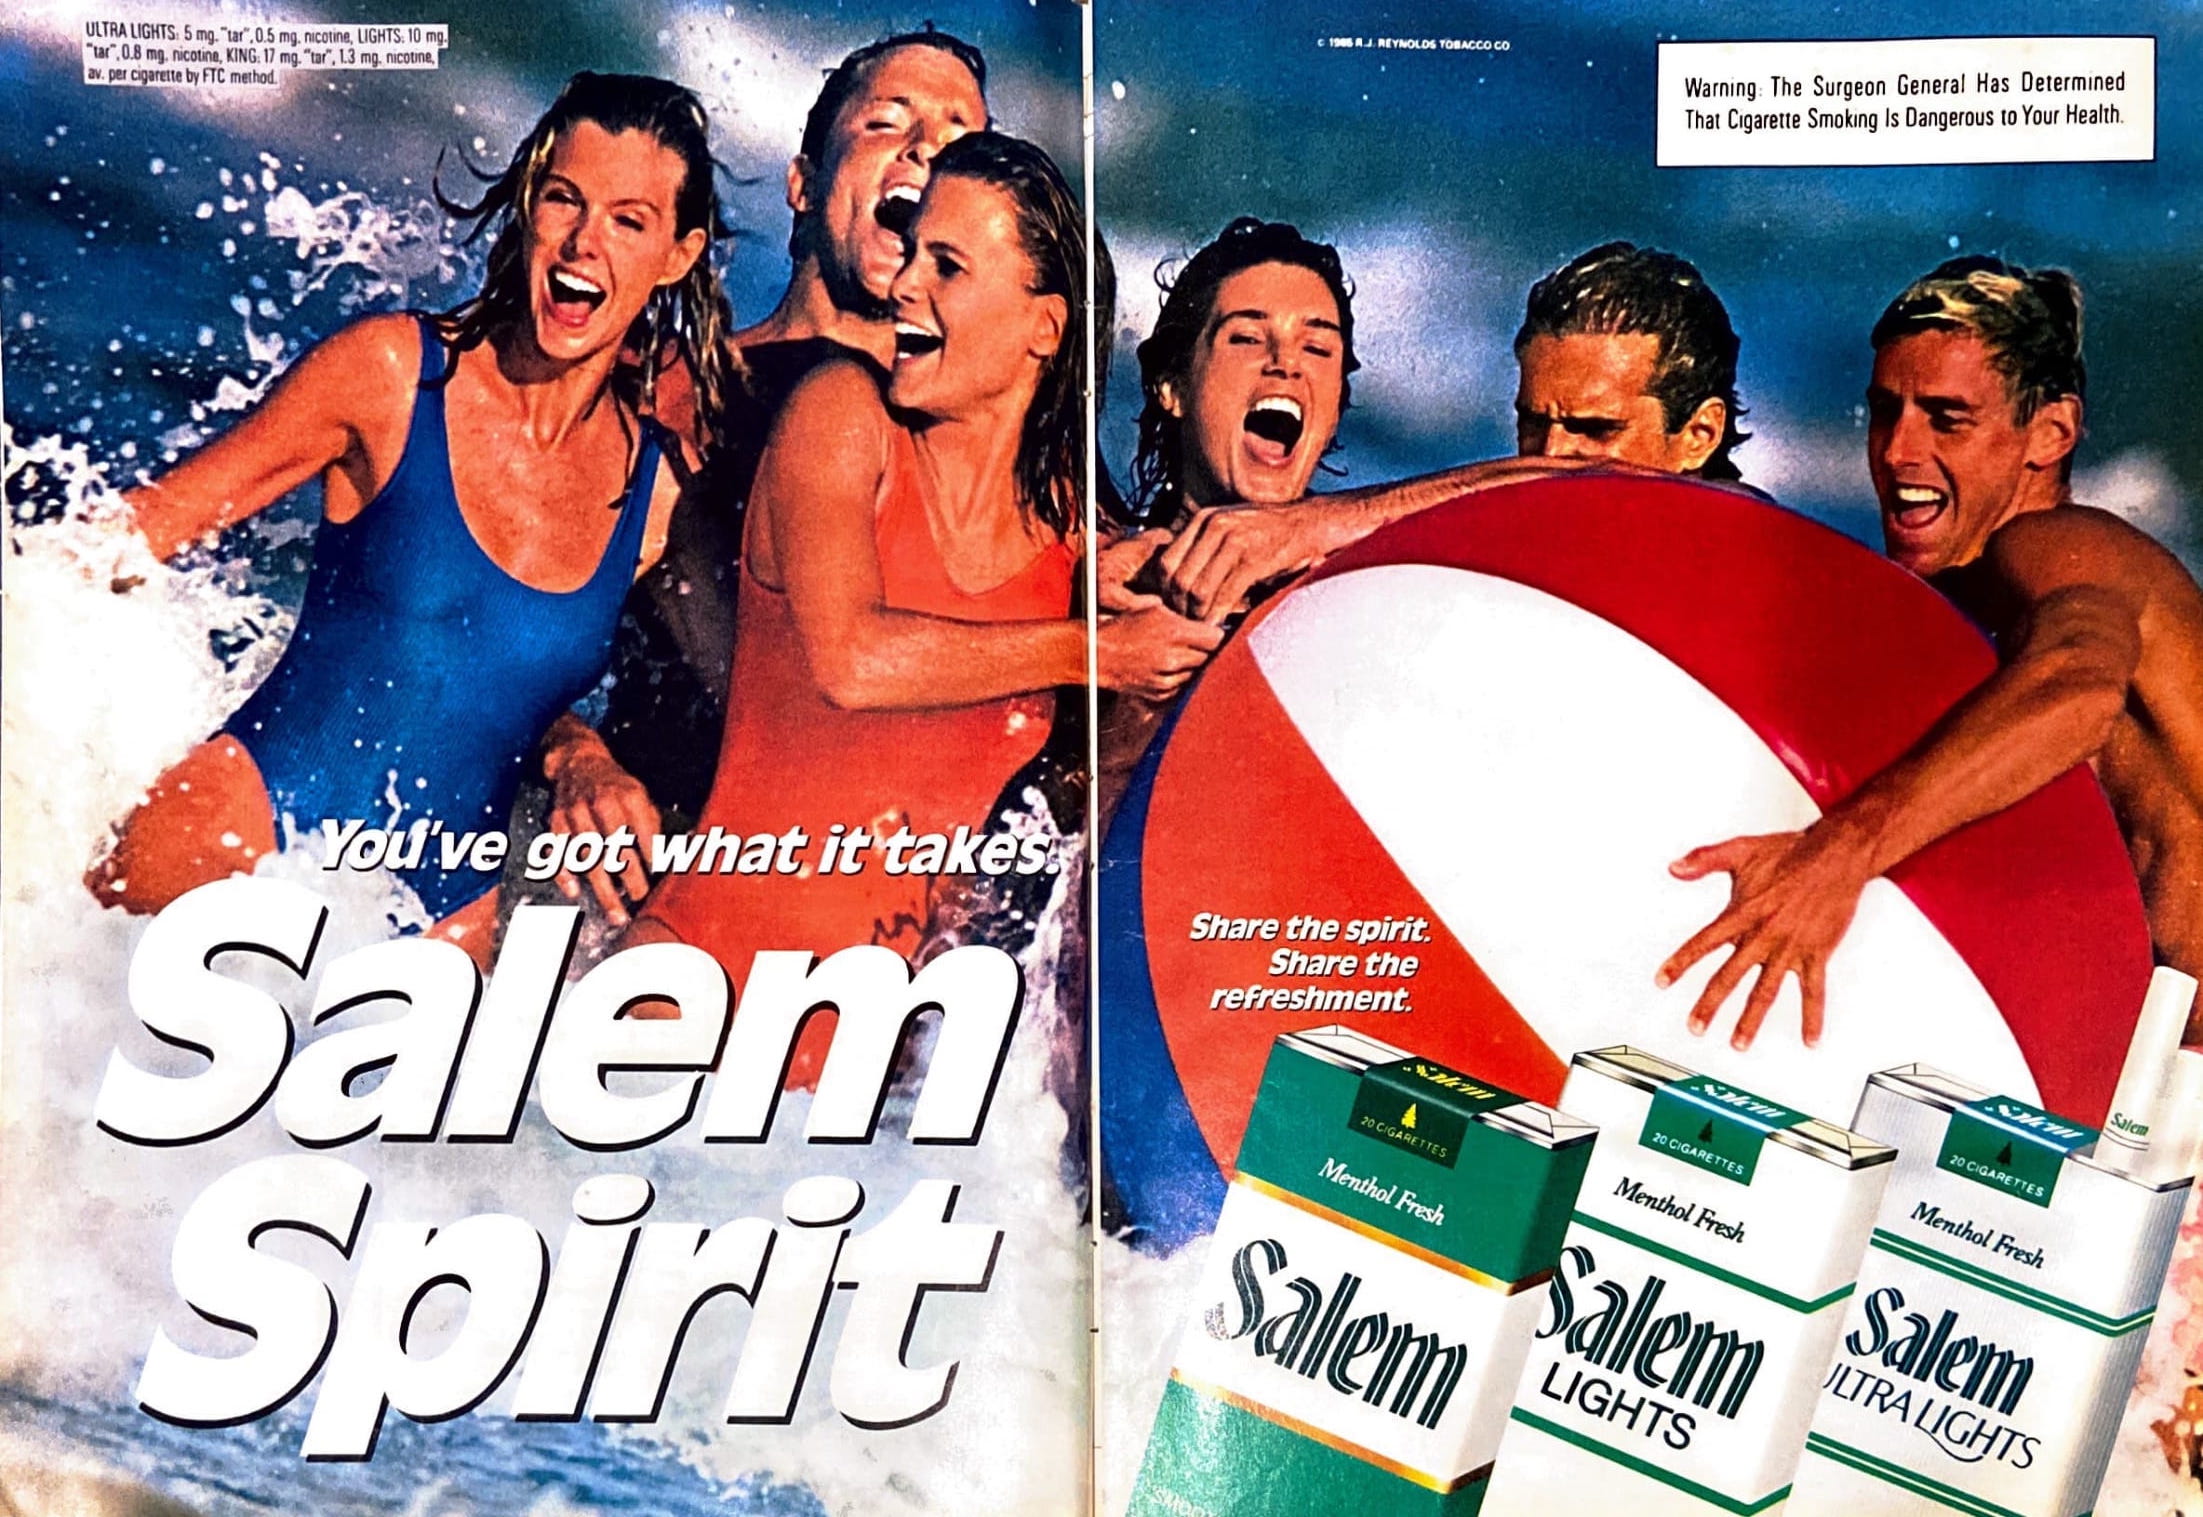 ULTRA LIGHTS: 5 mg. "tar", 0.5 mg. nicotine, LIGHTS: 10 mg.
"tar", 0.8 mg. nicotine, KING: 17 mg. "tar", 1.3 mg. nicotine,
av. per cigarette by FTC method.
© 1985 R.J. REYNOLDS TOBACCO CO.
Warning: The Surgeon General Has Determined
That Cigarette Smoking Is Dangerous to Your Health.
You've got what it takes.
Salem
Spirit
Share the spirit.
Share the
refreshment.
Salem
20 CIGARETTES
Menthol Fresh
Salem
Salem
20 CIGARETTES
Menthol Fresh
Salem
LIGHTS
Salem
20 CIGARETTES
Menthol Fresh
Salem
ULTRA LIGHTS
Salem